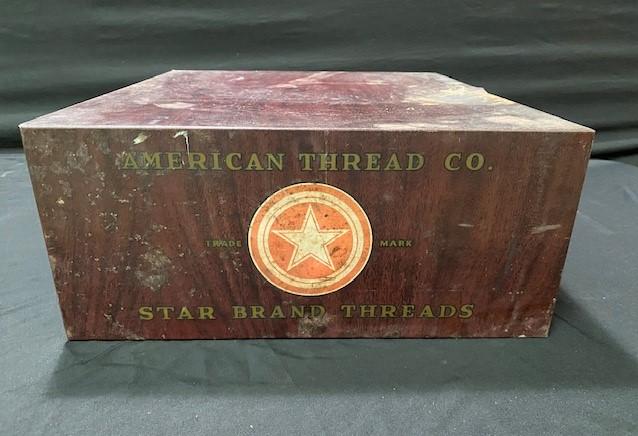 AMERICAN THREAD CO.
TRADE MARK
STAR BRAND THREADS